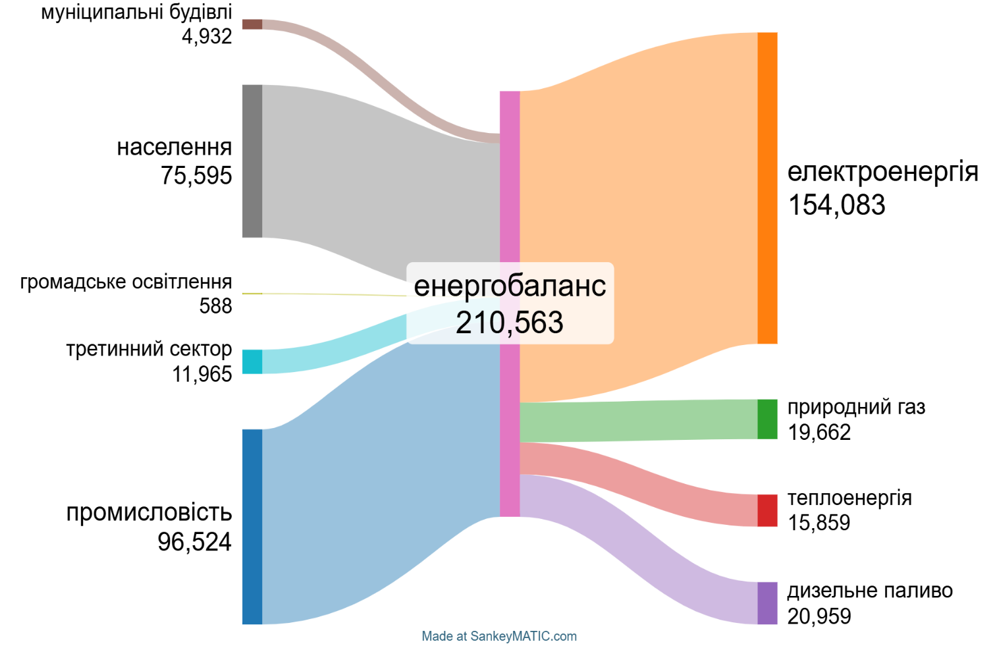 муніципальні будівлі
4,932
населення
75,595
громадське освітлення
588
третинний сектор
11,965
промисловість
96,524
енергобаланс
210,563
електроенергія
154,083
природний газ
19,662
теплоенергія
15,859
дизельне паливо
20,959
Made at SankeyMATIC.com